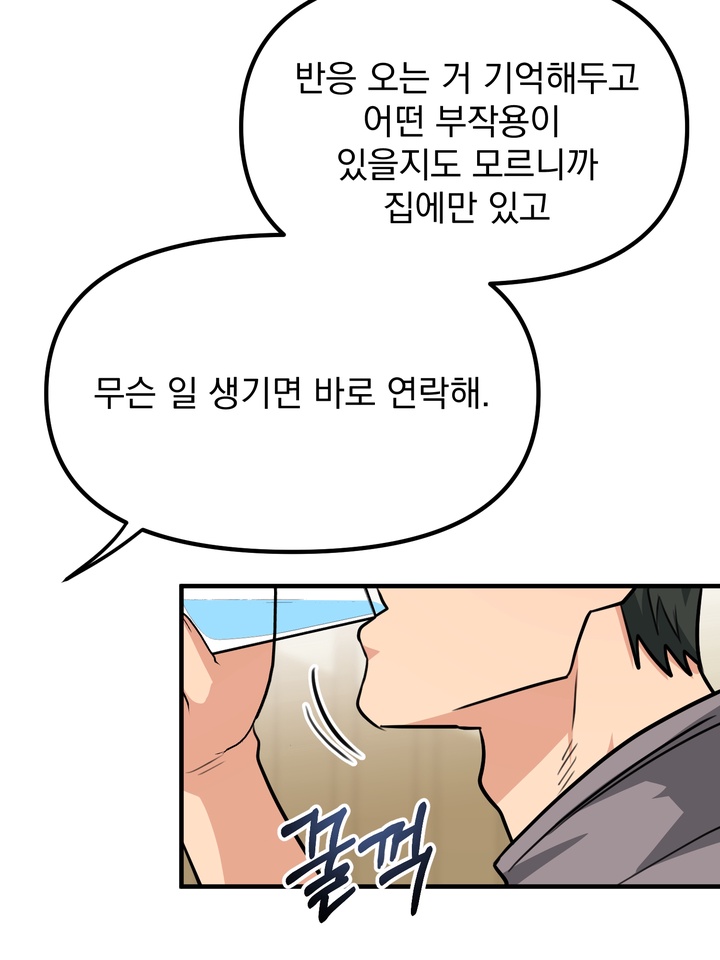 반응 오는 거 기억해두고
어떤 부작용이
있을지도 모르니까
집에만 있고
무슨 일 생기면 바로 연락해.
꿀꺽